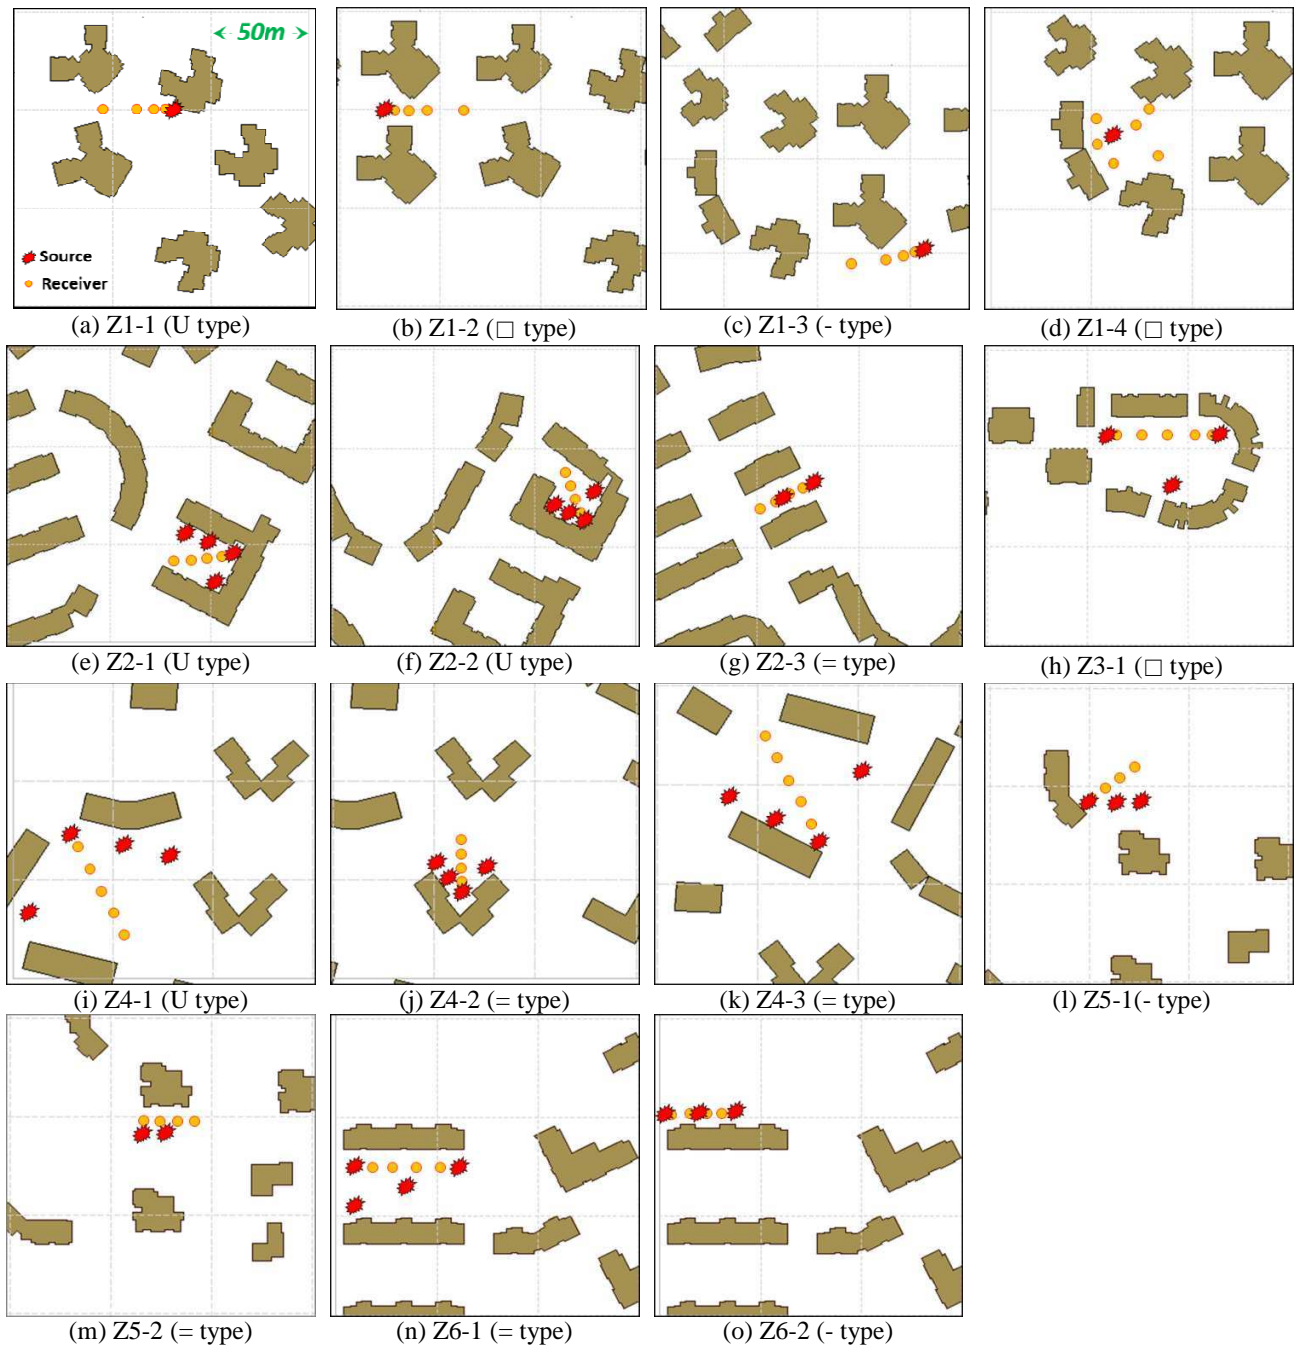 50m
Source
Receiver
(a) Z1-1 (U type)
(b) Z1-2 (□ type)
(c) Z1-3 (- type)
(d) Z1-4 (□ type)
(e) Z2-1 (U type)
(f) Z2-2 (U type)
(g) Z2-3 (= type)
(h) Z3-1 (□ type)
(i) Z4-1 (U type)
(j) Z4-2 (= type)
(k) Z4-3 (= type)
(l) Z5-1(- type)
(m) Z5-2 (= type)
(n) Z6-1 (= type)
(o) Z6-2 (- type)